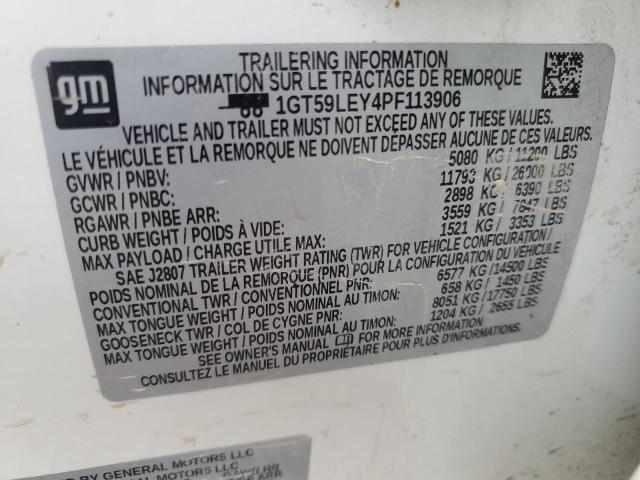 gm
TRAILERING INFORMATION
INFORMATION SUR LE TRACTAGE DE REMORQUE
1GT59LEY4PF113906
VEHICLE AND TRAILER MUST NOT EXCEED ANY OF THESE WEIGHTS
LE VÉHICULE ET LA REMORQUE NE DOIVENT DÉPASSER AUCUNE DE CES
GVWR / PNBV: 5080 KG / 11200 LBS
GCWR / PNBC: 11793 KG / 26000 LBS
RGAWR / PNBE ARR: 2898 KG / 6390 LBS
CURB WEIGHT / POIDS À VIDE: 3559 KG / 7847 LBS
MAX PAYLOAD / CHARGE UTILE MAX: 1521 KG / 3353 LBS
SAE J2807 TRAILER WEIGHT RATING (TWR) FOR VEHICLE CONFIGURATION /
POIDS NOMINAL DE LA REMORQUE (PNR) POUR LA CONFIGURATION DU VÉHICULE
CONVENTIONAL TWR / CONVENTIONNEL PNR: 6577 KG / 14500 LBS
MAX TONGUE WEIGHT / POIDS NOMINAL AU TIMON: 658 KG / 1450 LBS
GOOSENECK TWR / COL DE CYGNE PNR: 8051 KG / 17750 LBS
MAX TONGUE WEIGHT / POIDS NOMINAL AU TIMON: 1204 KG / 2655 LBS
SEE OWNER'S MANUAL FOR MORE INFORMATION
CONSULTEZ LE MANUEL DU PROPRIÉTAIRE POUR PLUS D'INFORMATION
BY GENERAL MOTORS LLC
GENERAL MOTORS LLC
GAWR RR
ARR.